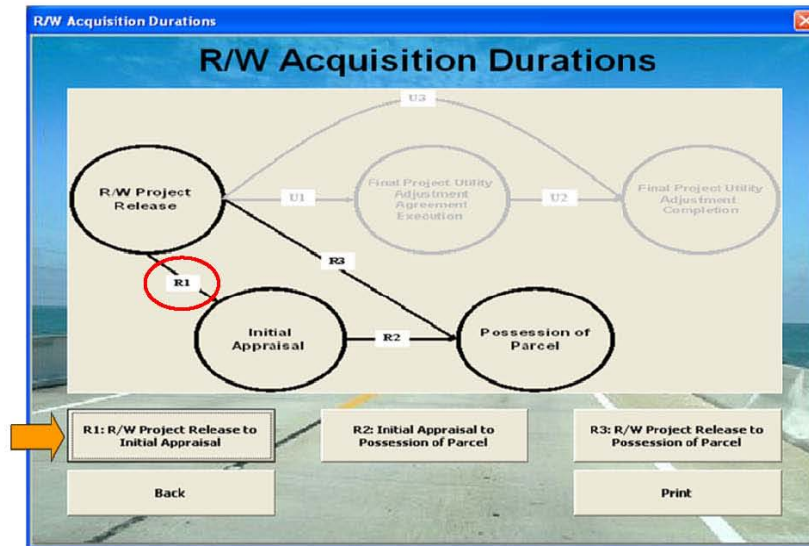 R/W Acquisition Durations
R/W Acquisition Durations
U3
R/W Project
Release
U1
Final Project Utility
Adjustment
Agreement
Execution
U2
Final Project Utility
Adjustment
Completion
R3
R1
Initial
Appraisal
R2
Possession of
Parcel
R1: R/W Project Release to
Initial Appraisal
R2: Initial Appraisal to
Possession of Parcel
R3: R/W Project Release to
Possession of Parcel
Back
Print